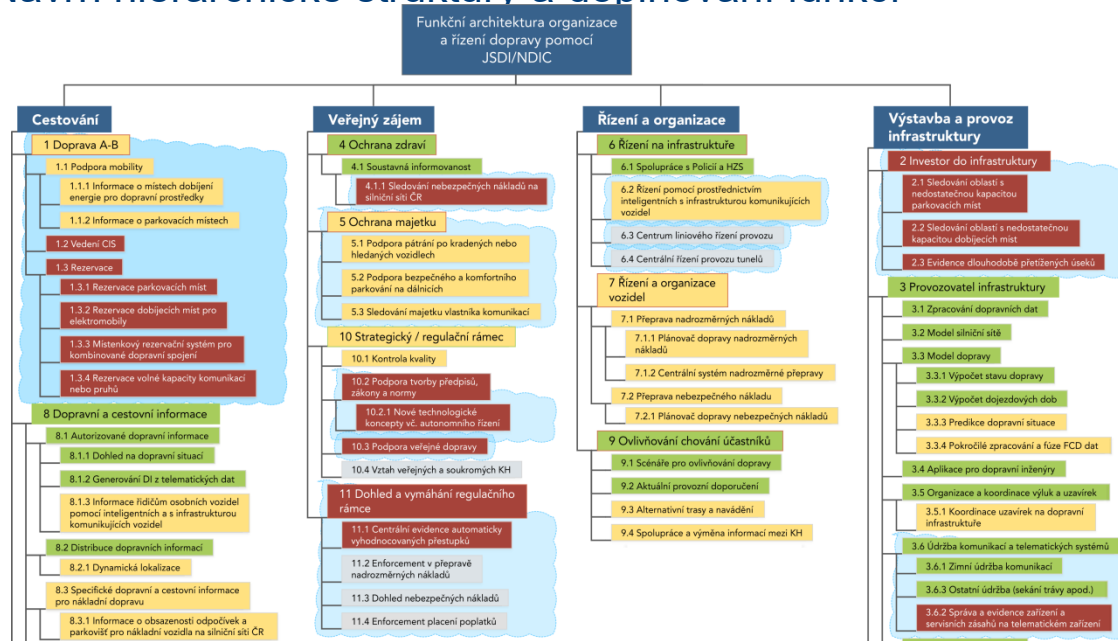 hierarchické struktury a doplňování funkcí
Funkční architektura organizace
a řízení dopravy pomocí
JSDI/NDIC
Cestování
1 Doprava A-B
1.1 Podpora mobility
1.1.1 Informace o místech dobíjení
energie pro dopravní prostředky
1.1.2 Informace o parkovacích místech
1.2 Vedení CIS
1.3 Rezervace
1.3.1 Rezervace parkovacích míst
1.3.2 Rezervace dobíjecích míst pro
elektromobily
1.3.3 Místenkový rezervační systém pro
kombinované dopravní spojení
1.3.4 Rezervace volné kapacity komunikací
nebo pruhů
8 Dopravní a cestovní informace
8.1 Autorizované dopravní informace
8.1.1 Dohled na dopravní situací
8.1.2 Generování DI z telematických dat
8.1.3 Informace řidičům osobních vozidel
pomocí inteligentních a s infrastrukturou
komunikujících vozidel
8.2 Distribuce dopravních informací
8.2.1 Dynamická lokalizace
8.3 Specifické dopravní a cestovní informace
pro nákladní dopravu
8.3.1 Informace o obsazenosti odpočívek a
parkovišť pro nákladní vozidla na silniční síti ČR
Veřejný zájem
4 Ochrana zdraví
4.1 Soustavná informovanost
4.1.1 Sledování nebezpečných nákladů na
silniční síti ČR
5 Ochrana majetku
5.1 Podpora pátrání po kradených nebo
hledaných vozidlech
5.2 Podpora bezpečného a komfortního
parkování na dálnicích
5.3 Sledování majetku vlastníka komunikací
10 Strategický / regulační rámec
10.1 Kontrola kvality
10.2 Podpora tvorby předpisů,
zákony a normy
10.2.1 Nové technologické
koncepty vč. autonomního řízení
10.3 Podpora veřejné dopravy
10.4 Vztah veřejných a soukromých KH
11 Dohled a vymáhání regulačního
rámce
11.1 Centrální evidence automaticky
vyhodnocovaných přestupků
11.2 Enforcement v přepravě
nadrozměrných nákladů
11.3 Dohled nebezpečných nákladů
11.4 Enforcement placení poplatků
Řízení a organizace
6 Řízení na infrastruktuře
6.1 Spolupráce s Policií a HZS
6.2 Řízení pomocí prostřednictvím
inteligentních s infrastrukturou komunikujících
vozidel
6.3 Centrum liniového řízení provozu
6.4 Centrální řízení provozu tunelů
7 Řízení a organizace
vozidel
7.1 Přeprava nadrozměrných nákladů
7.1.1 Plánovač dopravy nadrozměrných
nákladů
7.1.2 Centrální systém nadrozměrné přepravy
7.2 Přeprava nebezpečného nákladu
7.2.1 Plánovač dopravy nebezpečných nákladů
9 Ovlivňování chování účastníků
9.1 Scénáře pro ovlivňování dopravy
9.2 Aktuální provozní doporučení
9.3 Alternativní trasy a navádění
9.4 Spolupráce a výměna informací mezi KH
Výstavba a provoz
infrastruktury
2 Investor do infrastruktury
2.1 Sledování oblastí s
nedostatečnou kapacitou
parkovacích míst
2.2 Sledování oblastí s nedostatečnou
kapacitou dobíjecích míst
2.3 Evidence dlouhodobě přetížených úseků
3 Provozovatel infrastruktury
3.1 Zpracování dopravních dat
3.2 Model silniční sítě
3.3 Model dopravy
3.3.1 Výpočet stavu dopravy
3.3.2 Výpočet dojezdových dob
3.3.3 Predikce dopravní situace
3.3.4 Pokročilé zpracování a fúze FCD dat
3.4 Aplikace pro dopravní inženýry
3.5 Organizace a koordinace výluk a uzavírek
3.5.1 Koordinace uzavírek na dopravní
infrastruktuře
3.6 Údržba komunikací a telematických systémů
3.6.1 Zimní údržba komunikací
3.6.3 Ostatní údržba (sekání trávy apod.)
3.6.2 Správa a evidence zařízení a
servisních zásahů na telematickém zařízení